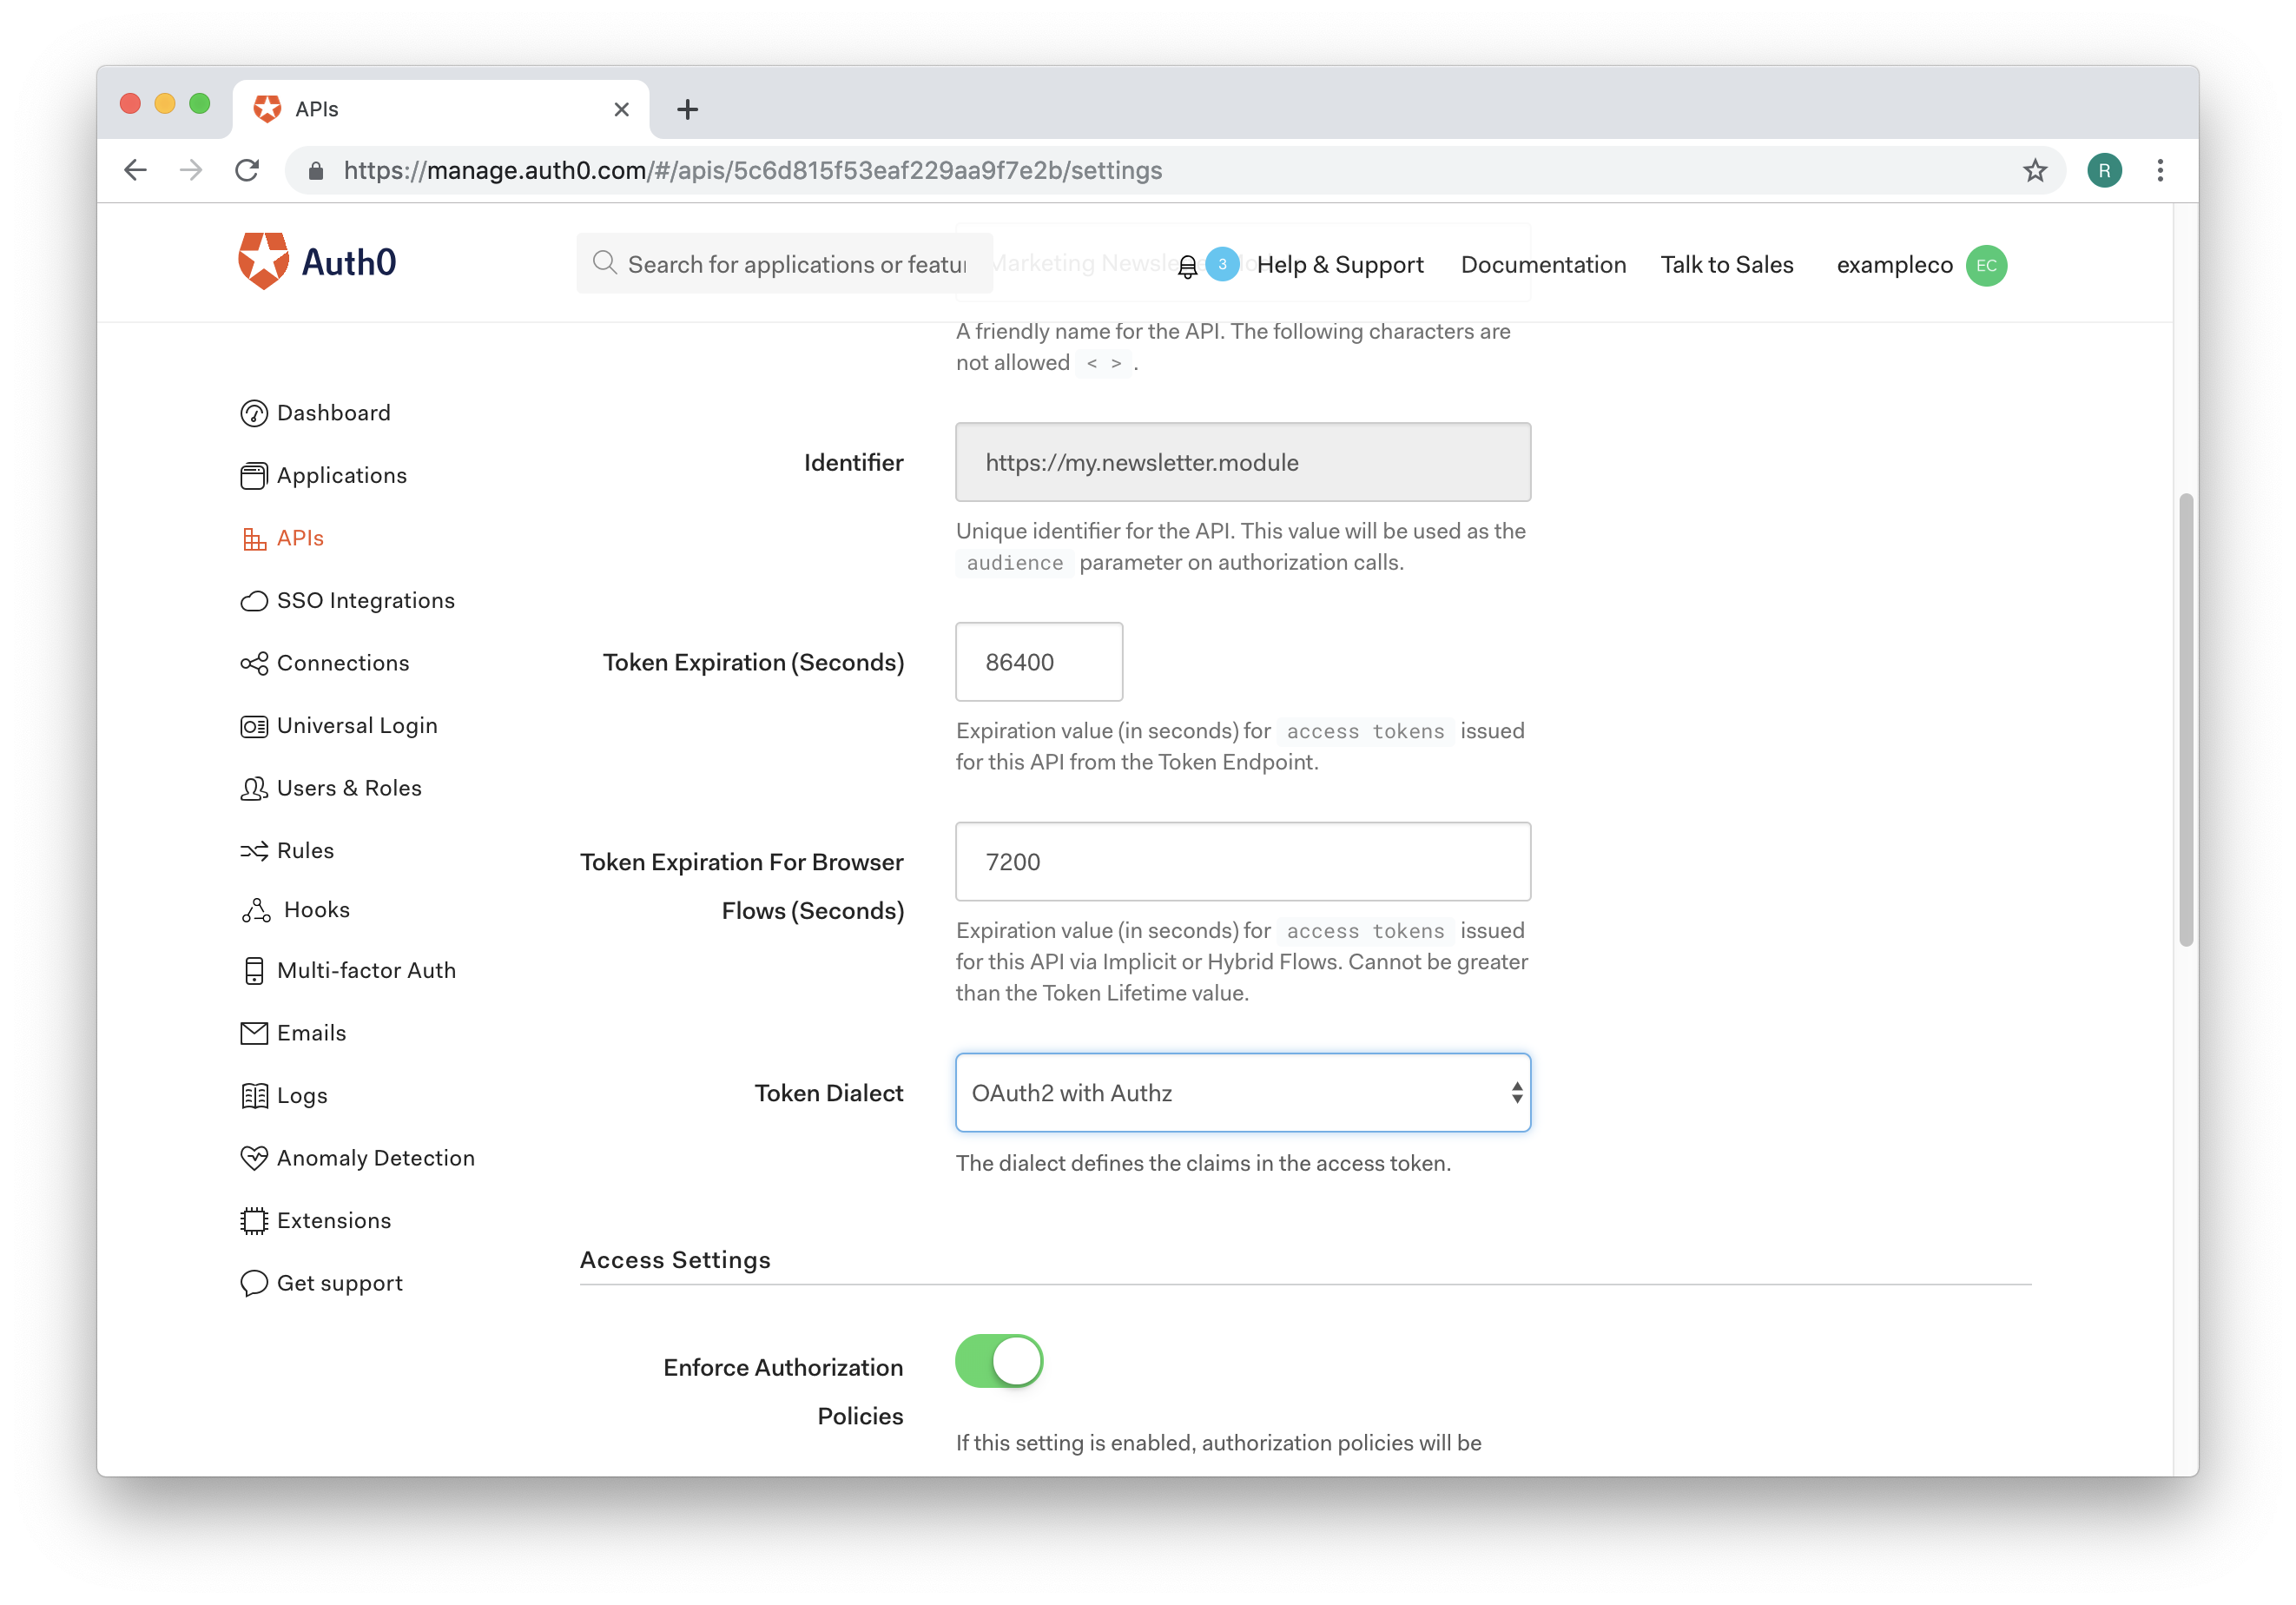 APIs
https://manage.auth0.com/#/apis/5c6d815f53eaf229aa9f7e2b/settings
R
Auth0
Search for applications or featur
3
Help & Support
Documentation
Talk to Sales
exampleco
EC
Marketing Newsle
A friendly name for the API. The following characters are
not allowed < > .
Dashboard
Applications
APIs
SSO Integrations
Connections
Universal Login
Users & Roles
Rules
Hooks
Multi-factor Auth
Emails
Logs
Anomaly Detection
Extensions
Get support
Identifier
https://my.newsletter.module
Unique identifier for the API. This value will be used as the
audience parameter on authorization calls.
Token Expiration (Seconds)
86400
Expiration value (in seconds) for access tokens issued
for this API from the Token Endpoint.
Token Expiration For Browser
Flows (Seconds)
7200
Expiration value (in seconds) for access tokens issued
for this API via Implicit or Hybrid Flows. Cannot be greater
than the Token Lifetime value.
Token Dialect
OAuth2 with Authz
The dialect defines the claims in the access token.
Access Settings
Enforce Authorization
Policies
If this setting is enabled, authorization policies will be